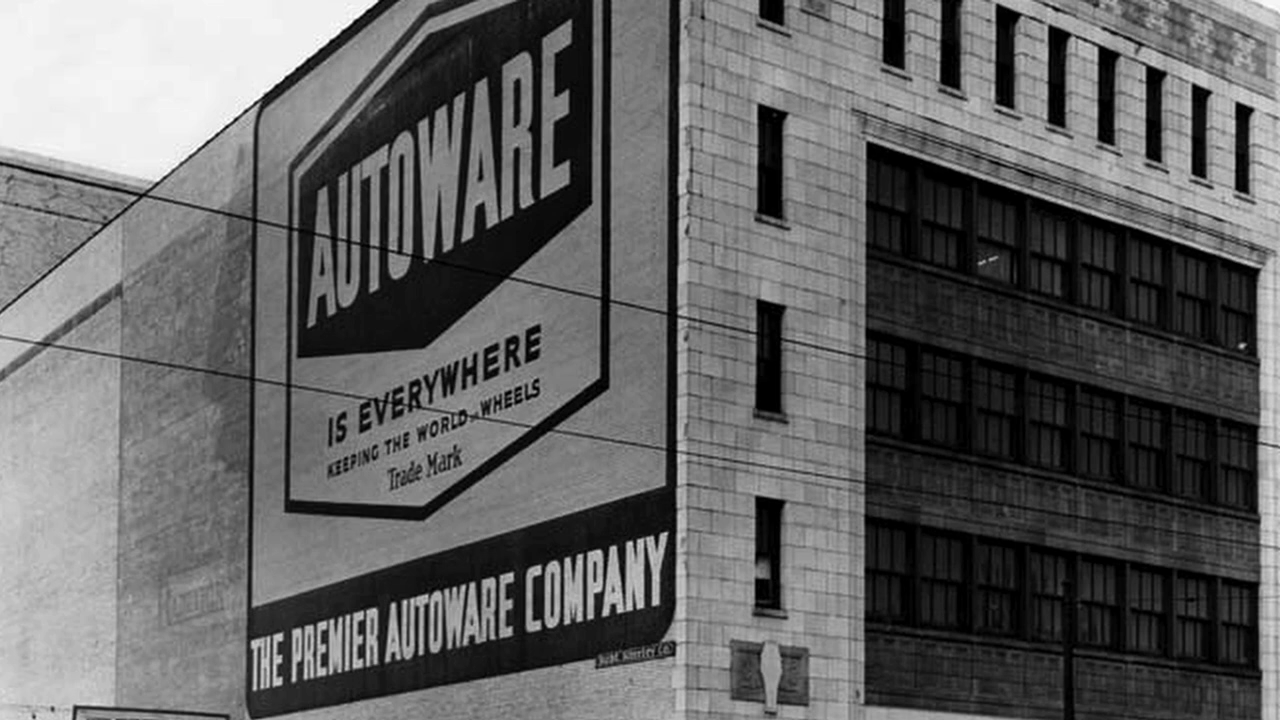 AUTOWARE
IS EVERYWHERE
KEEPING THE WORLD ON WHEELS
Trade Mark
THE PREMIER AUTOWARE COMPANY